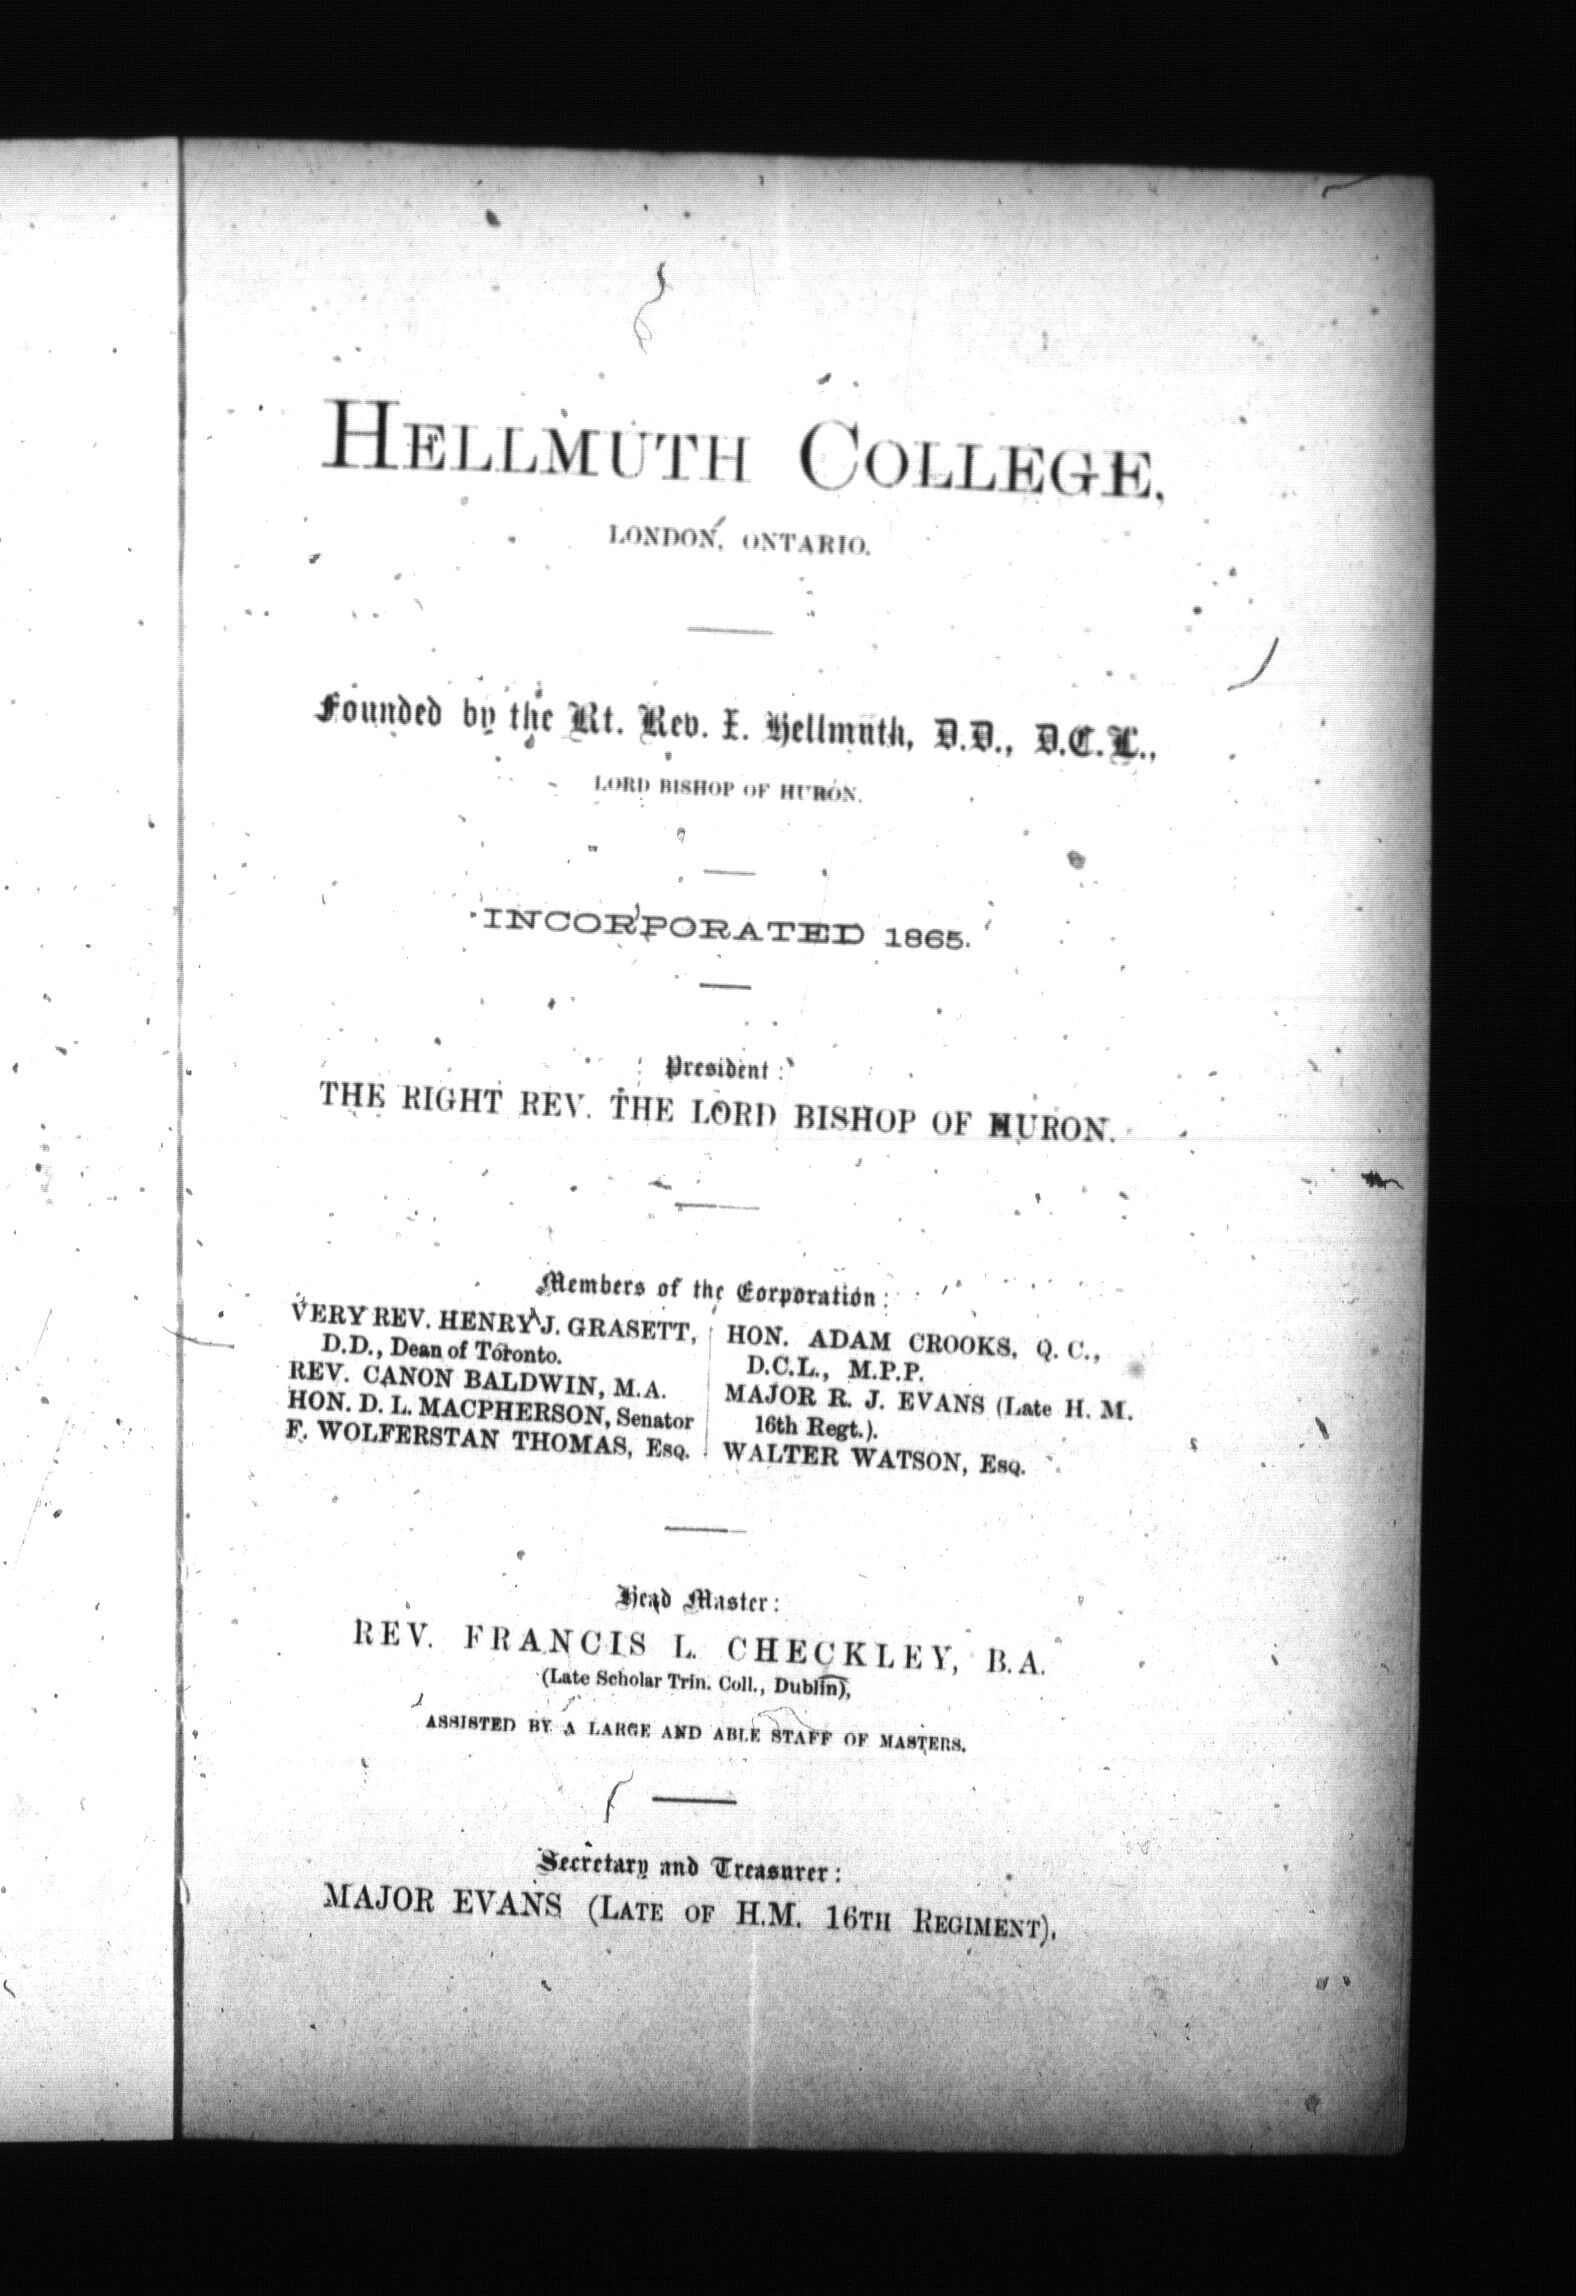 HELLMUTH COLLEGE,
LONDON, ONTARIO.
Founded by the Rt. Rev. I. Hellmuth, D.D., D.C.L.,
LORD BISHOP OF HURON.
INCORPORATED 1865.
President:
THE RIGHT REV. THE LORD BISHOP OF HURON.
Members of the Corporation:
VERY REV. HENRY J. GRASETT,
D.D., Dean of Toronto.
REV. CANON BALDWIN, M.A.
HON. D. L. MACPHERSON, Senator
F. WOLFERSTAN THOMAS, ESQ.
HON. ADAM CROOKS, Q. C.,
D.C.L., M.P.P.
MAJOR R. J. EVANS (Late H. M.
16th Regt.).
WALTER WATSON, ESQ.
Head Master:
REV. FRANCIS L. CHECKLEY, B.A.
(Late Scholar Trin. Coll., Dublin),
ASSISTED BY A LARGE AND ABLE STAFF OF MASTERS.
Secretary and Treasurer:
MAJOR EVANS (LATE OF H.M. 16TH REGIMENT).